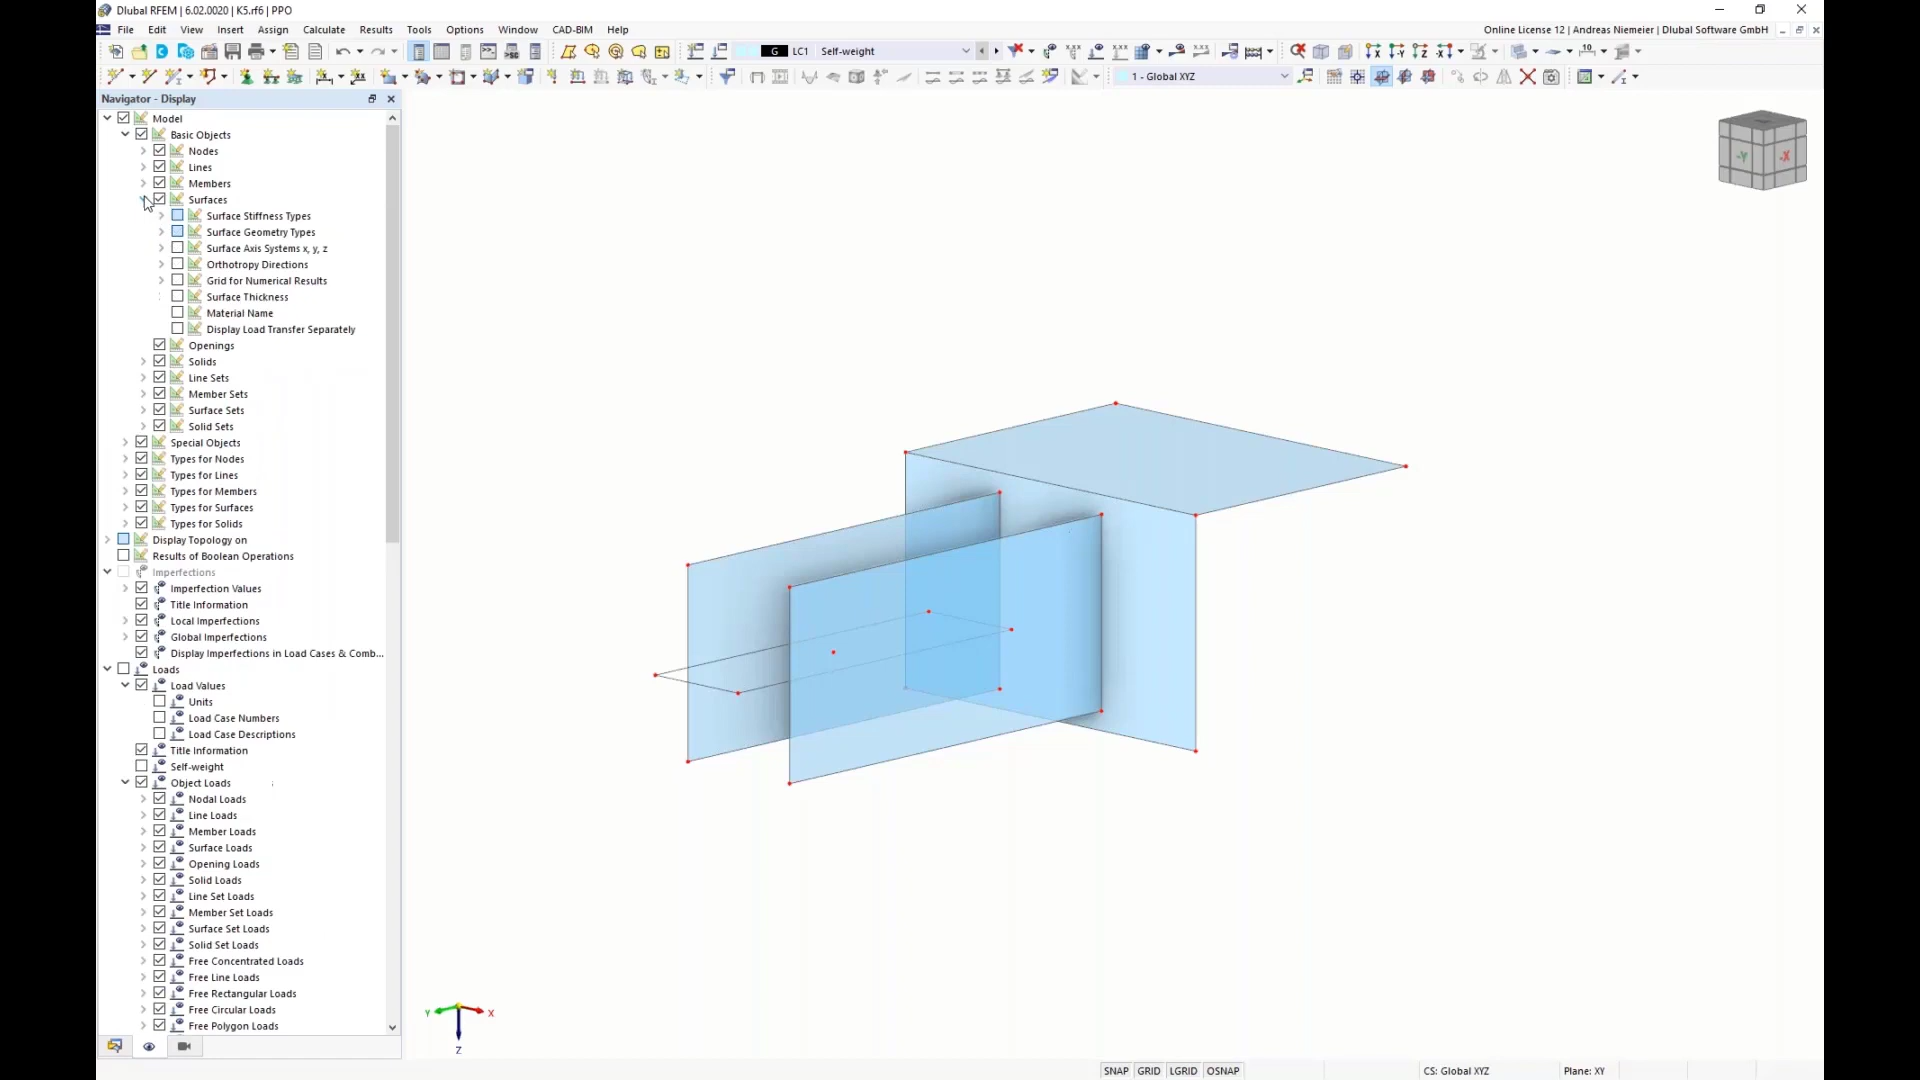 Dlubal RFEM | 6.02.0020 | K5.rf6 | PPO
File Edit View Insert Assign Calculate Results Tools Options Window CAD-BIM Help
Online License 12 | Andreas Niemeier | Dlubal Software GmbH
G LC1 Self-weight
1 - Global XYZ
Navigator - Display
Model
Basic Objects
Nodes
Lines
Members
Surfaces
Surface Stiffness Types
Surface Geometry Types
Surface Axis Systems x, y, z
Orthotropy Directions
Grid for Numerical Results
Surface Thickness
Material Name
Display Load Transfer Separately
Openings
Solids
Line Sets
Member Sets
Surface Sets
Solid Sets
Special Objects
Types for Nodes
Types for Lines
Types for Members
Types for Surfaces
Types for Solids
Display Topology on
Results of Boolean Operations
Imperfections
Imperfection Values
Title Information
Local Imperfections
Global Imperfections
Display Imperfections in Load Cases & Comb...
Loads
Load Values
Units
Load Case Numbers
Load Case Descriptions
Title Information
Self-weight
Object Loads
Nodal Loads
Line Loads
Member Loads
Surface Loads
Opening Loads
Solid Loads
Line Set Loads
Member Set Loads
Surface Set Loads
Solid Set Loads
Free Concentrated Loads
Free Line Loads
Free Rectangular Loads
Free Circular Loads
Free Polygon Loads
-Y -X
Y X
Z
SNAP GRID LGRID OSNAP CS: Global XYZ Plane: XY